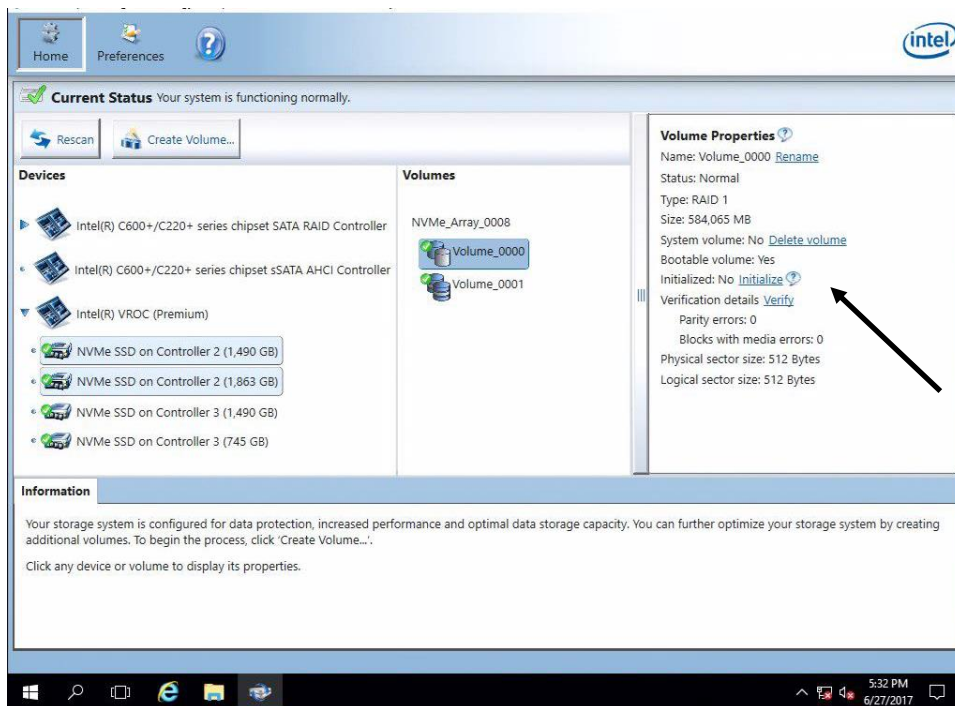 Home
Preferences
?
intel
Current Status Your system is functioning normally.
Rescan
Create Volume...
Devices
Intel(R) C600+/C220+ series chipset SATA RAID Controller
Intel(R) C600+/C220+ series chipset sSATA AHCI Controller
Intel(R) VROC (Premium)
NVMe SSD on Controller 2 (1,490 GB)
NVMe SSD on Controller 2 (1,863 GB)
NVMe SSD on Controller 3 (1,490 GB)
NVMe SSD on Controller 3 (745 GB)
Volumes
NVMe_Array_0008
Volume_0000
Volume_0001
Volume Properties ?
Name: Volume_0000 Rename
Status: Normal
Type: RAID 1
Size: 584,065 MB
System volume: No Delete volume
Bootable volume: Yes
Initialized: No Initialize ?
Verification details Verify
Parity errors: 0
Blocks with media errors: 0
Physical sector size: 512 Bytes
Logical sector size: 512 Bytes
Information
Your storage system is configured for data protection, increased performance and optimal data storage capacity. You can further optimize your storage system by creating
additional volumes. To begin the process, click 'Create Volume...'.
Click any device or volume to display its properties.
5:32 PM
6/27/2017